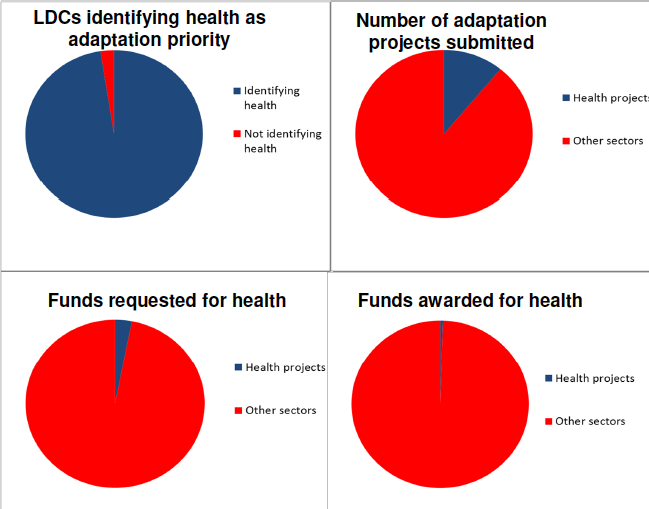 LDCs identifying health as
adaptation priority
Identifying
health
Not identifying
health
Number of adaptation
projects submitted
Health projects
Other sectors
Funds requested for health
Health projects
Other sectors
Funds awarded for health
Health projects
Other sectors